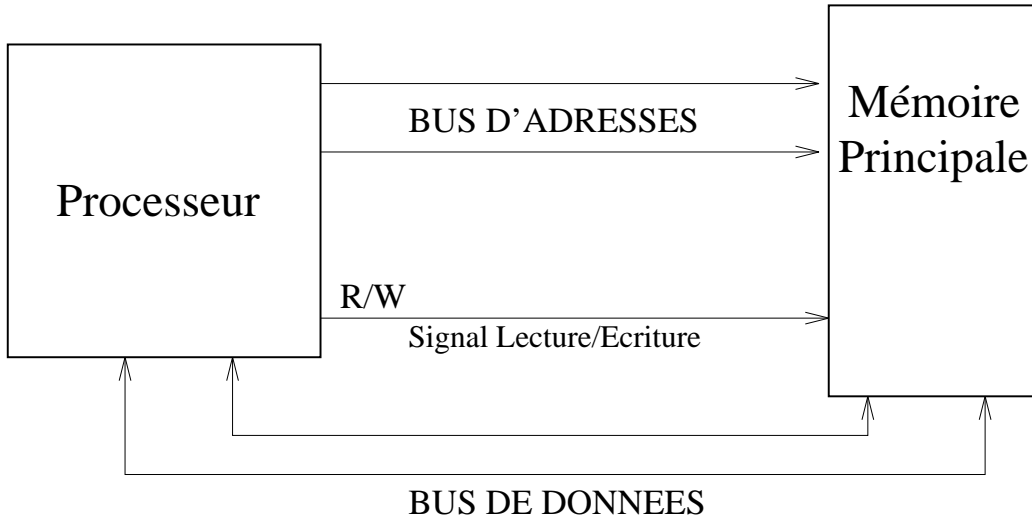 Processeur
BUS D'ADRESSES
Mémoire
Principale
R/W
Signal Lecture/Ecriture
BUS DE DONNEES